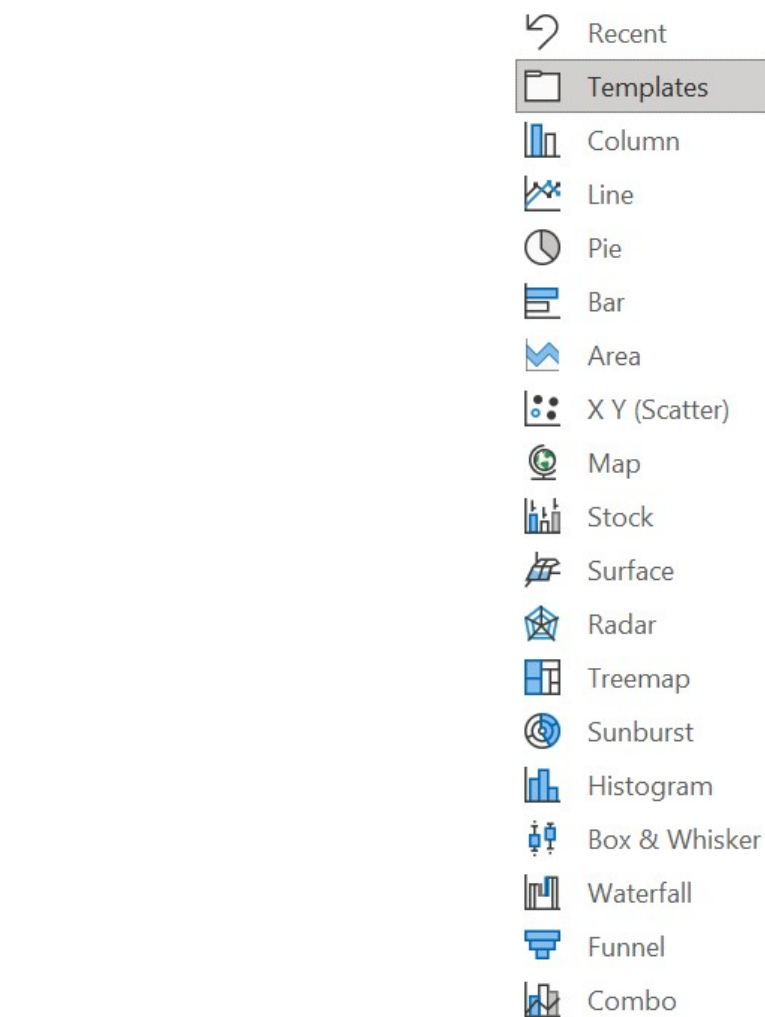 Recent
Templates
Column
Line
Pie
Bar
Area
X Y (Scatter)
Map
Stock
Surface
Radar
Treemap
Sunburst
Histogram
Box & Whisker
Waterfall
Funnel
Combo